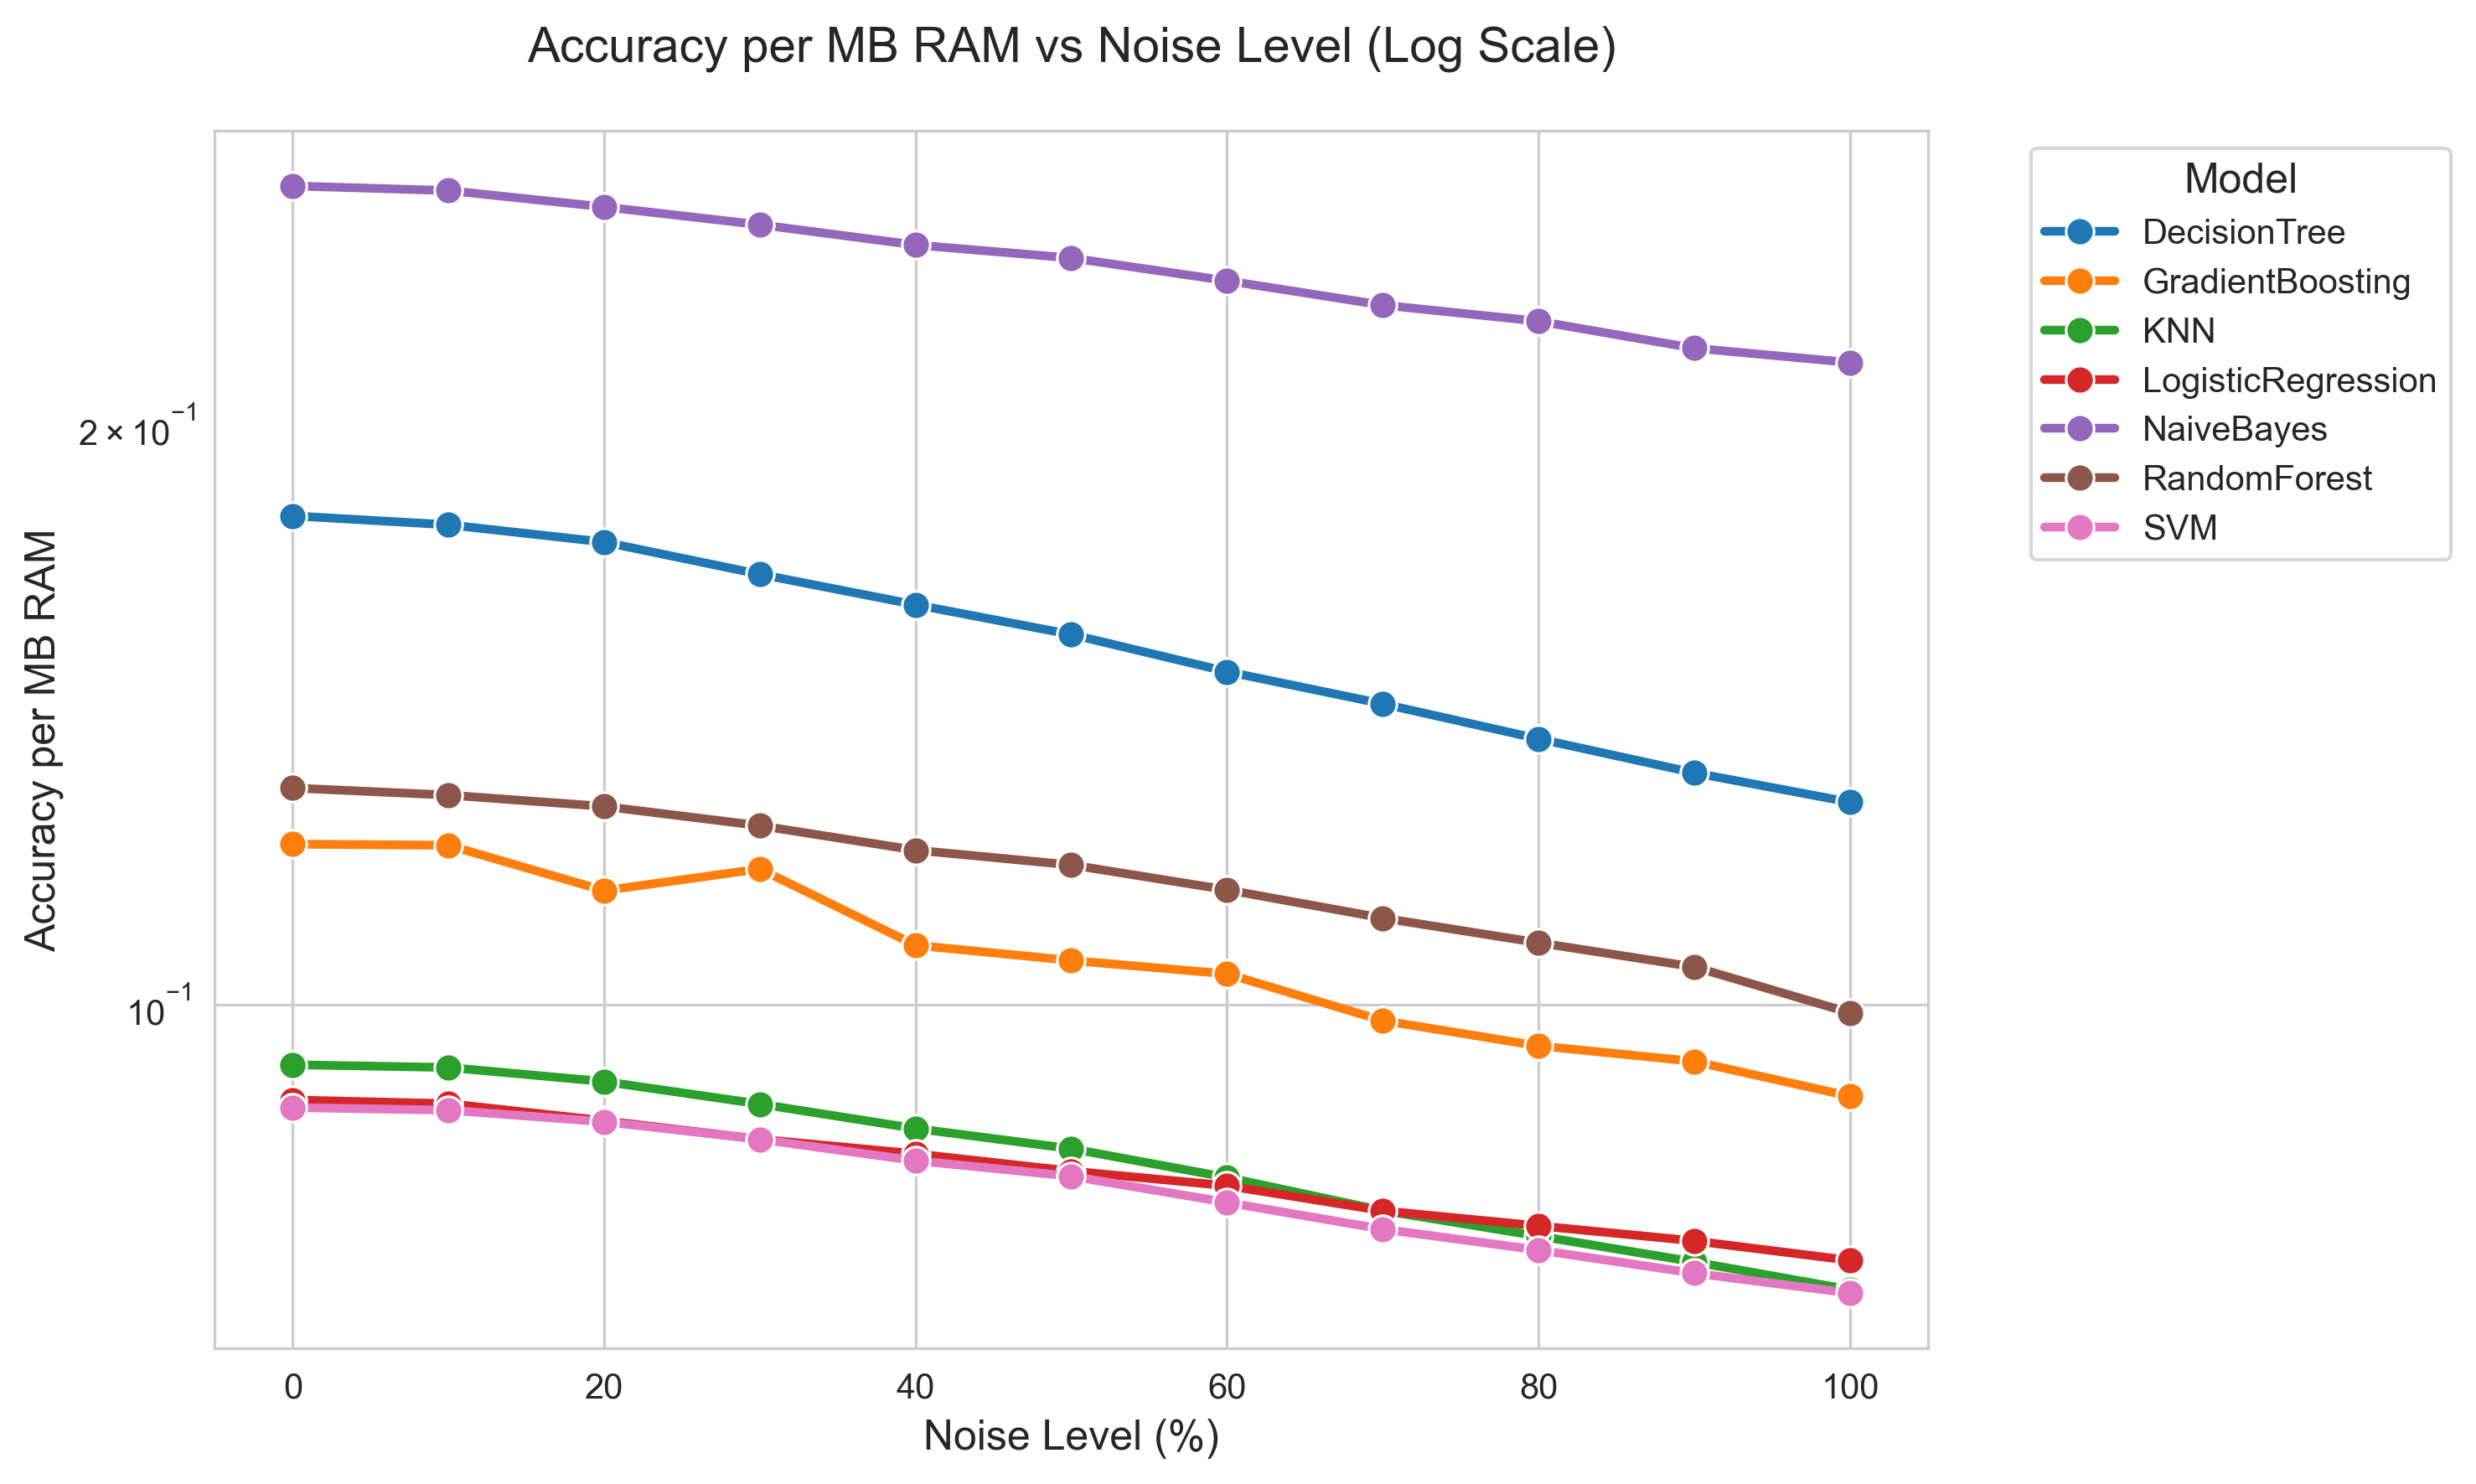 Accuracy per MB RAM vs Noise Level (Log Scale)
Accuracy per MB RAM
2 × 10⁻¹
10⁻¹
0 20 40 60 80 100
Noise Level (%)
Model
DecisionTree
GradientBoosting
KNN
LogisticRegression
NaiveBayes
RandomForest
SVM